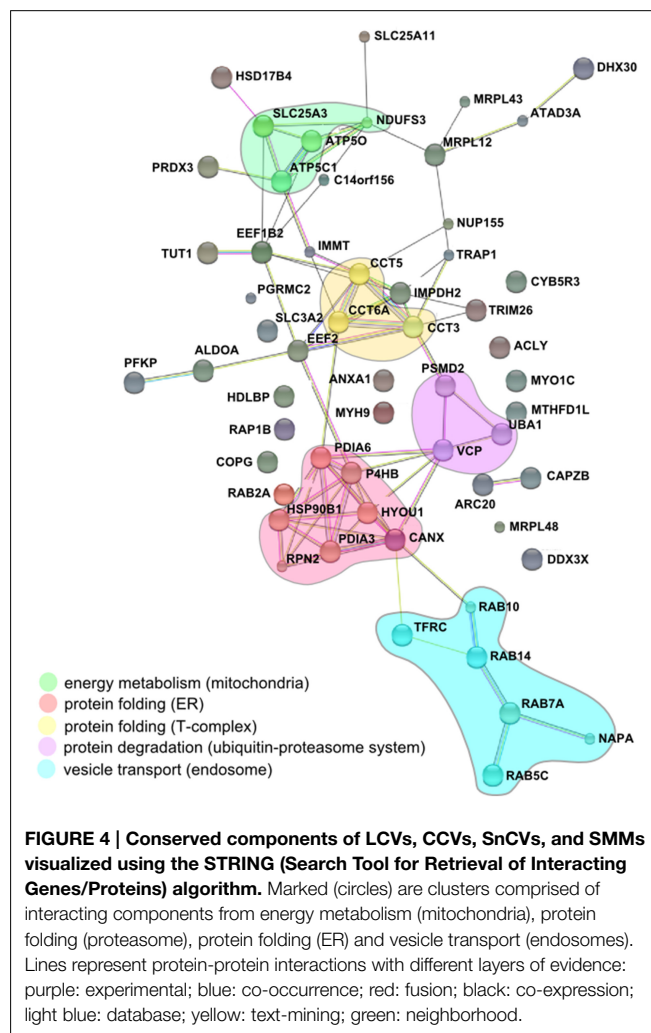 SLC25A11
HSD17B4
DHX30
SLC25A3
NDUFS3
MRPL43
ATAD3A
ATP5O
MRPL12
PRDX3
ATP5C1
C14orf156
EEF1B2
NUP155
TUT1
IMMT
TRAP1
CCT5
PGRMC2
IMPDH2
CYB5R3
SLC3A2
CCT6A
TRIM26
EEF2
CCT3
ALDOA
ACLY
PFKP
ANXA1
PSMD2
MYO1C
HDLBP
MYH9
MTHFD1L
RAP1B
UBA1
PDIA6
VCP
COPG
P4HB
CAPZB
RAB2A
ARC20
HSP90B1
HYOU1
MRPL48
PDIA3
CANX
RPN2
DDX3X
RAB10
TFRC
RAB14
RAB7A
NAPA
RAB5C
energy metabolism (mitochondria)
protein folding (ER)
protein folding (T-complex)
protein degradation (ubiquitin-proteasome system)
vesicle transport (endosome)
FIGURE 4 | Conserved components of LCVs, CCVs, SnCVs, and SMMs
visualized using the STRING (Search Tool for Retrieval of Interacting
Genes/Proteins) algorithm. Marked (circles) are clusters comprised of
interacting components from energy metabolism (mitochondria), protein
folding (proteasome), protein folding (ER) and vesicle transport (endosomes).
Lines represent protein-protein interactions with different layers of evidence:
purple: experimental; blue: co-occurrence; red: fusion; black: co-expression;
light blue: database; yellow: text-mining; green: neighborhood.